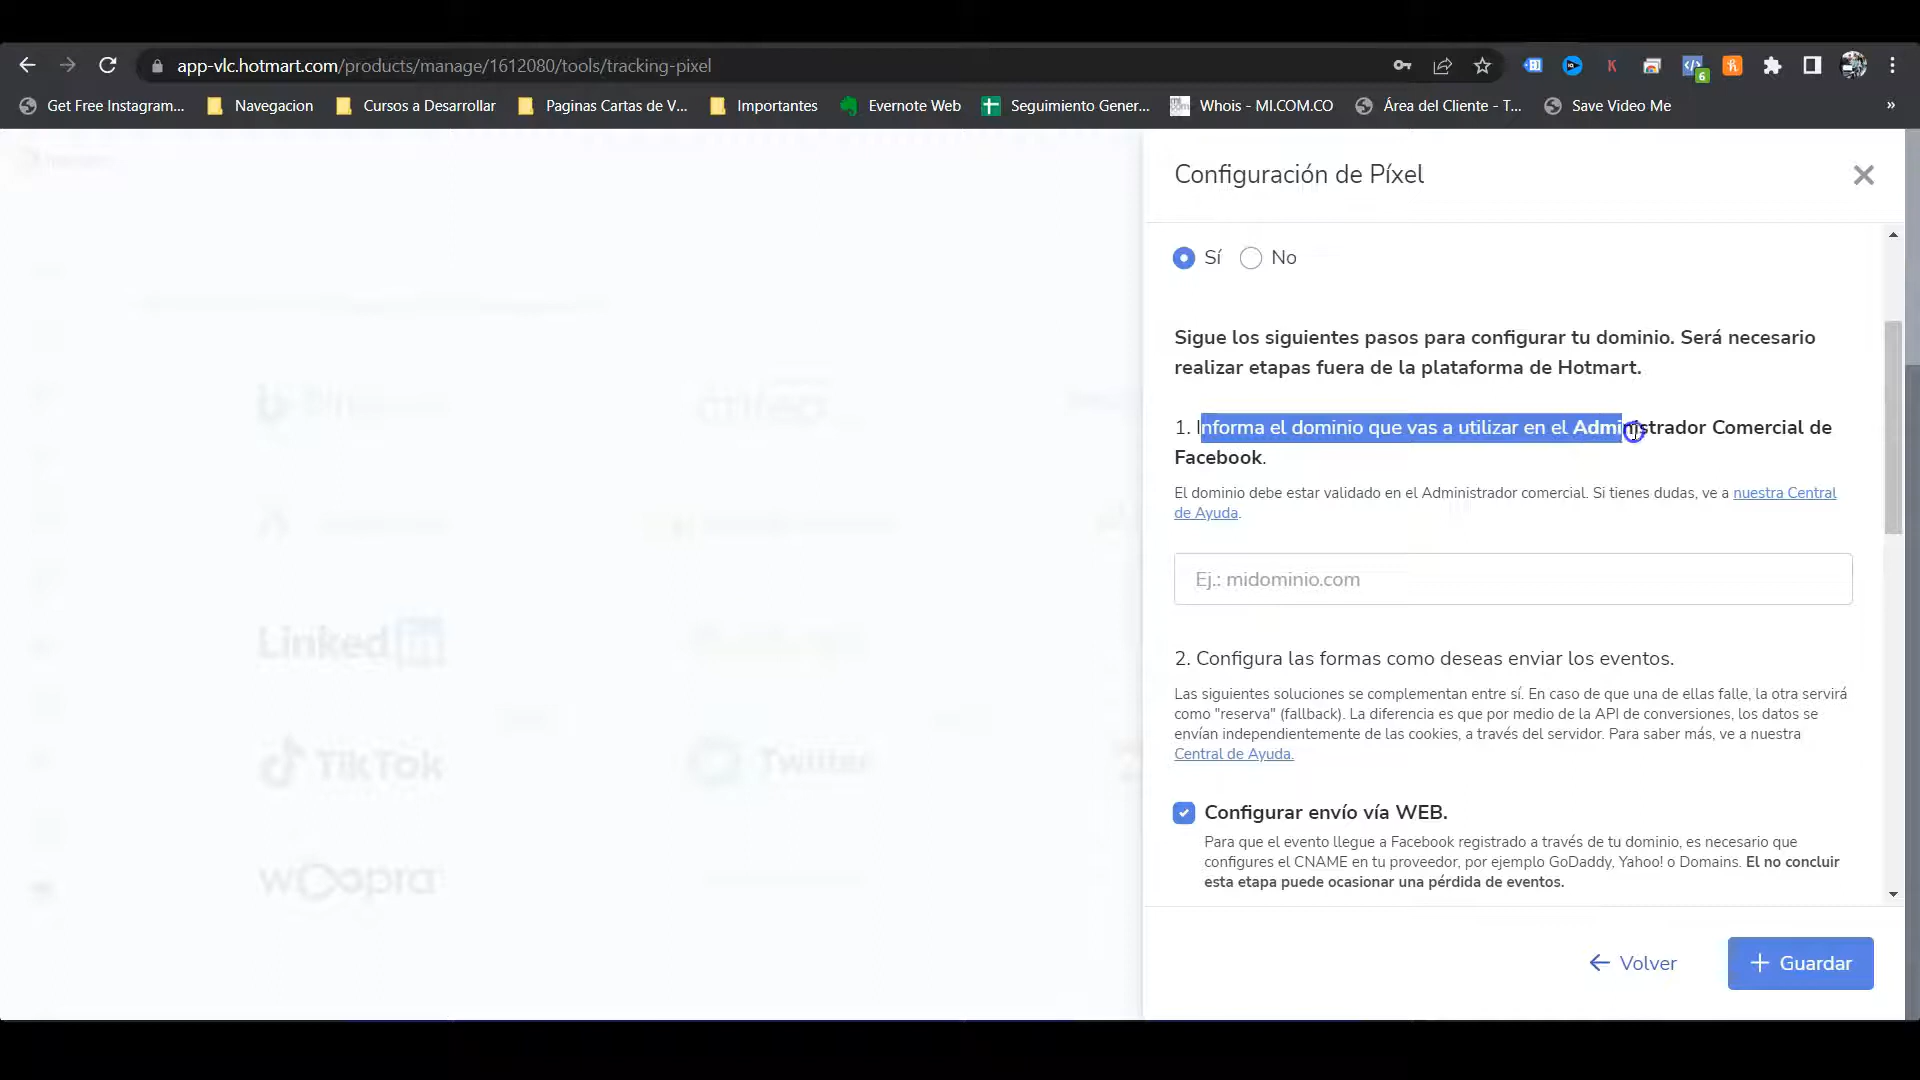 app-vlc.hotmart.com/products/manage/1612080/tools/tracking-pixel
6
Get Free Instagram...
Navegacion
Cursos a Desarrollar
Paginas Cartas de V...
Importantes
Evernote Web
Seguimiento Gener...
Whois - MI.COM.CO
Área del Cliente - T...
Save Video Me
»
Configuración de Píxel
Sí
No
Sigue los siguientes pasos para configurar tu dominio. Será necesario
realizar etapas fuera de la plataforma de Hotmart.
1. Informa el dominio que vas a utilizar en el Administrador Comercial de
Facebook.
El dominio debe estar validado en el Administrador comercial. Si tienes dudas, ve a nuestra Central
de Ayuda.
Ej.: midominio.com
2. Configura las formas como deseas enviar los eventos.
Las siguientes soluciones se complementan entre sí. En caso de que una de ellas falle, la otra servirá
como "reserva" (fallback). La diferencia es que por medio de la API de conversiones, los datos se
envían independientemente de las cookies, a través del servidor. Para saber más, ve a nuestra
Central de Ayuda.
Configurar envío vía WEB.
Para que el evento llegue a Facebook registrado a través de tu dominio, es necesario que
configures el CNAME en tu proveedor, por ejemplo GoDaddy, Yahoo! o Domains. El no concluir
esta etapa puede ocasionar una pérdida de eventos.
Volver
Guardar
Bing
Linked in
TikTok
Twitter
woopra